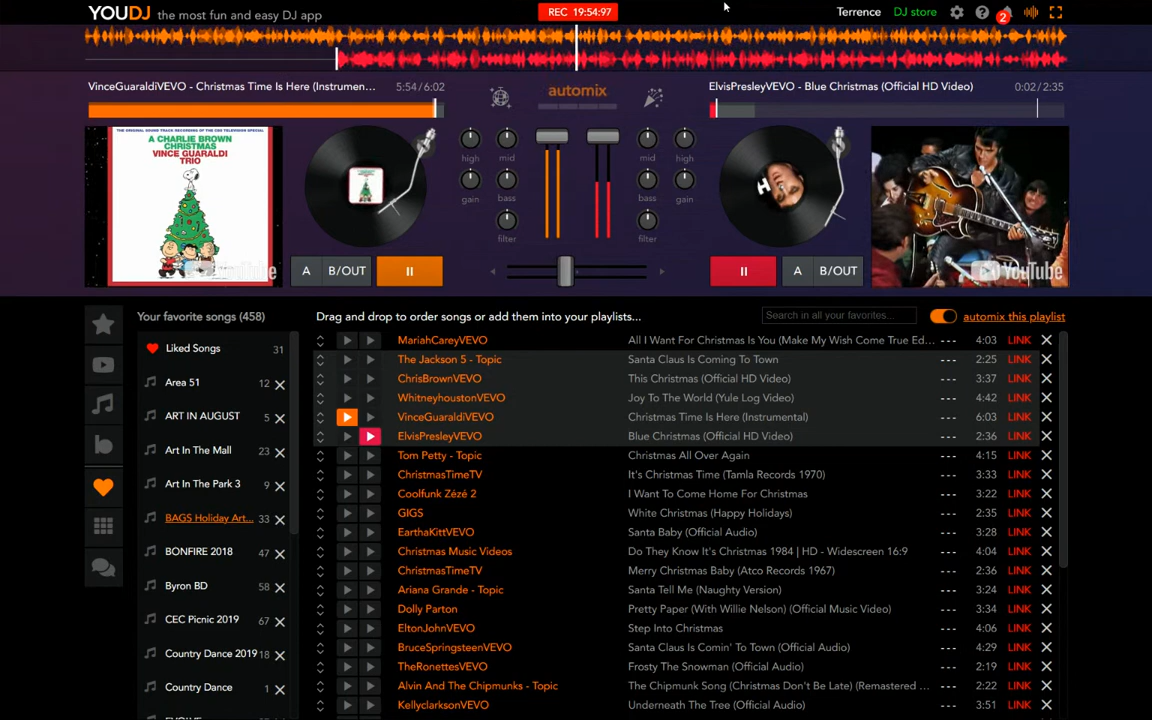 YOUDJ the most fun and easy DJ app
REC 19:54:97
Terrence DJ store
2
VinceGuaraldiVEVO - Christmas Time Is Here (Instrumen... 5:54/6:02
automix
ElvisPresleyVEVO - Blue Christmas (Official HD Video) 0:02/2:35
A CHARLIE BROWN
CHRISTMAS
VINCE GUARALDI
TRIO
high mid mid high
gain bass bass gain
filter filter
YouTube
YouTube
A B/OUT A B/OUT
Your favorite songs (458)
Drag and drop to order songs or add them into your playlists...
Search in all your favorites...
automix this playlist
Liked Songs 31
Area 51 12
ART IN AUGUST 5
Art In The Mall 23
Art In The Park 3 9
BAGS Holiday Art... 33
BONFIRE 2018 47
Byron BD 58
CEC Picnic 2019 67
Country Dance 2019 18
Country Dance 1
MariahCareyVEVO All I Want For Christmas Is You (Make My Wish Come True Ed... --- 4:03 LINK
The Jackson 5 - Topic Santa Claus Is Coming To Town --- 2:25 LINK
ChrisBrownVEVO This Christmas (Official HD Video) --- 3:37 LINK
WhitneyhoustonVEVO Joy To The World (Yule Log Video) --- 4:42 LINK
VinceGuaraldiVEVO Christmas Time Is Here (Instrumental) --- 6:03 LINK
ElvisPresleyVEVO Blue Christmas (Official HD Video) --- 2:36 LINK
Tom Petty - Topic Christmas All Over Again --- 4:15 LINK
ChristmasTimeTV It's Christmas Time (Tamla Records 1970) --- 3:33 LINK
Coolfunk Zézé 2 I Want To Come Home For Christmas --- 3:22 LINK
GIGS White Christmas (Happy Holidays) --- 2:35 LINK
EarthaKittVEVO Santa Baby (Official Audio) --- 3:28 LINK
Christmas Music Videos Do They Know It's Christmas 1984 | HD - Widescreen 16:9 --- 4:04 LINK
ChristmasTimeTV Merry Christmas Baby (Atco Records 1967) --- 2:36 LINK
Ariana Grande - Topic Santa Tell Me (Naughty Version) --- 3:24 LINK
Dolly Parton Pretty Paper (With Willie Nelson) (Official Music Video) --- 3:34 LINK
EltonJohnVEVO Step Into Christmas --- 4:06 LINK
BruceSpringsteenVEVO Santa Claus Is Comin' To Town (Official Audio) --- 4:29 LINK
TheRonettesVEVO Frosty The Snowman (Official Audio) --- 2:19 LINK
Alvin And The Chipmunks - Topic The Chipmunk Song (Christmas Don't Be Late) (Remastered ... --- 2:22 LINK
KellyclarksonVEVO Underneath The Tree (Official Audio) --- 3:51 LINK